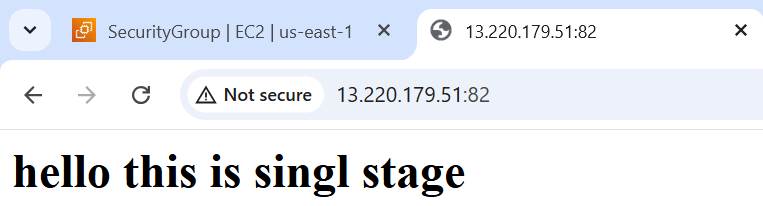 SecurityGroup | EC2 | us-east-1
13.220.179.51:82
Not secure
13.220.179.51:82
hello this is singl stage